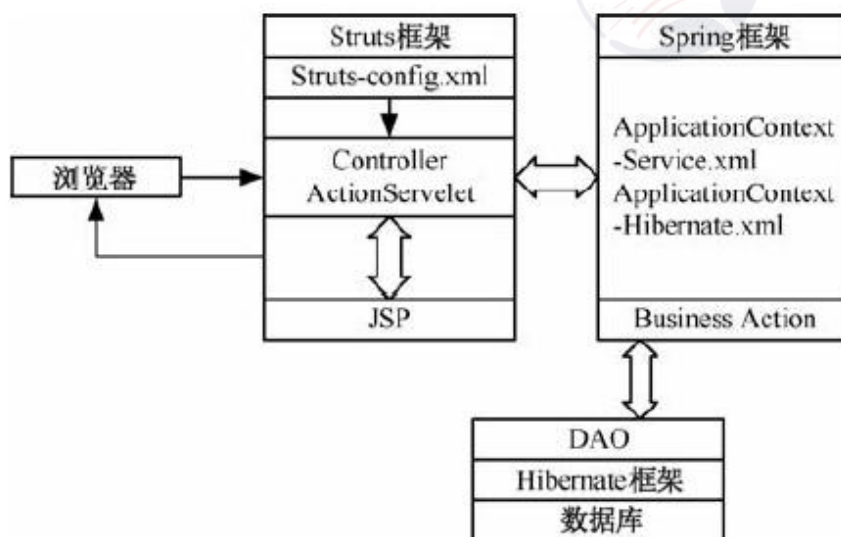 Struts框架
Struts-config.xml
Controller
ActionServelet
JSP
浏览器
Spring框架
ApplicationContext
-Service.xml
ApplicationContext
-Hibernate.xml
Business Action
DAO
Hibernate框架
数据库